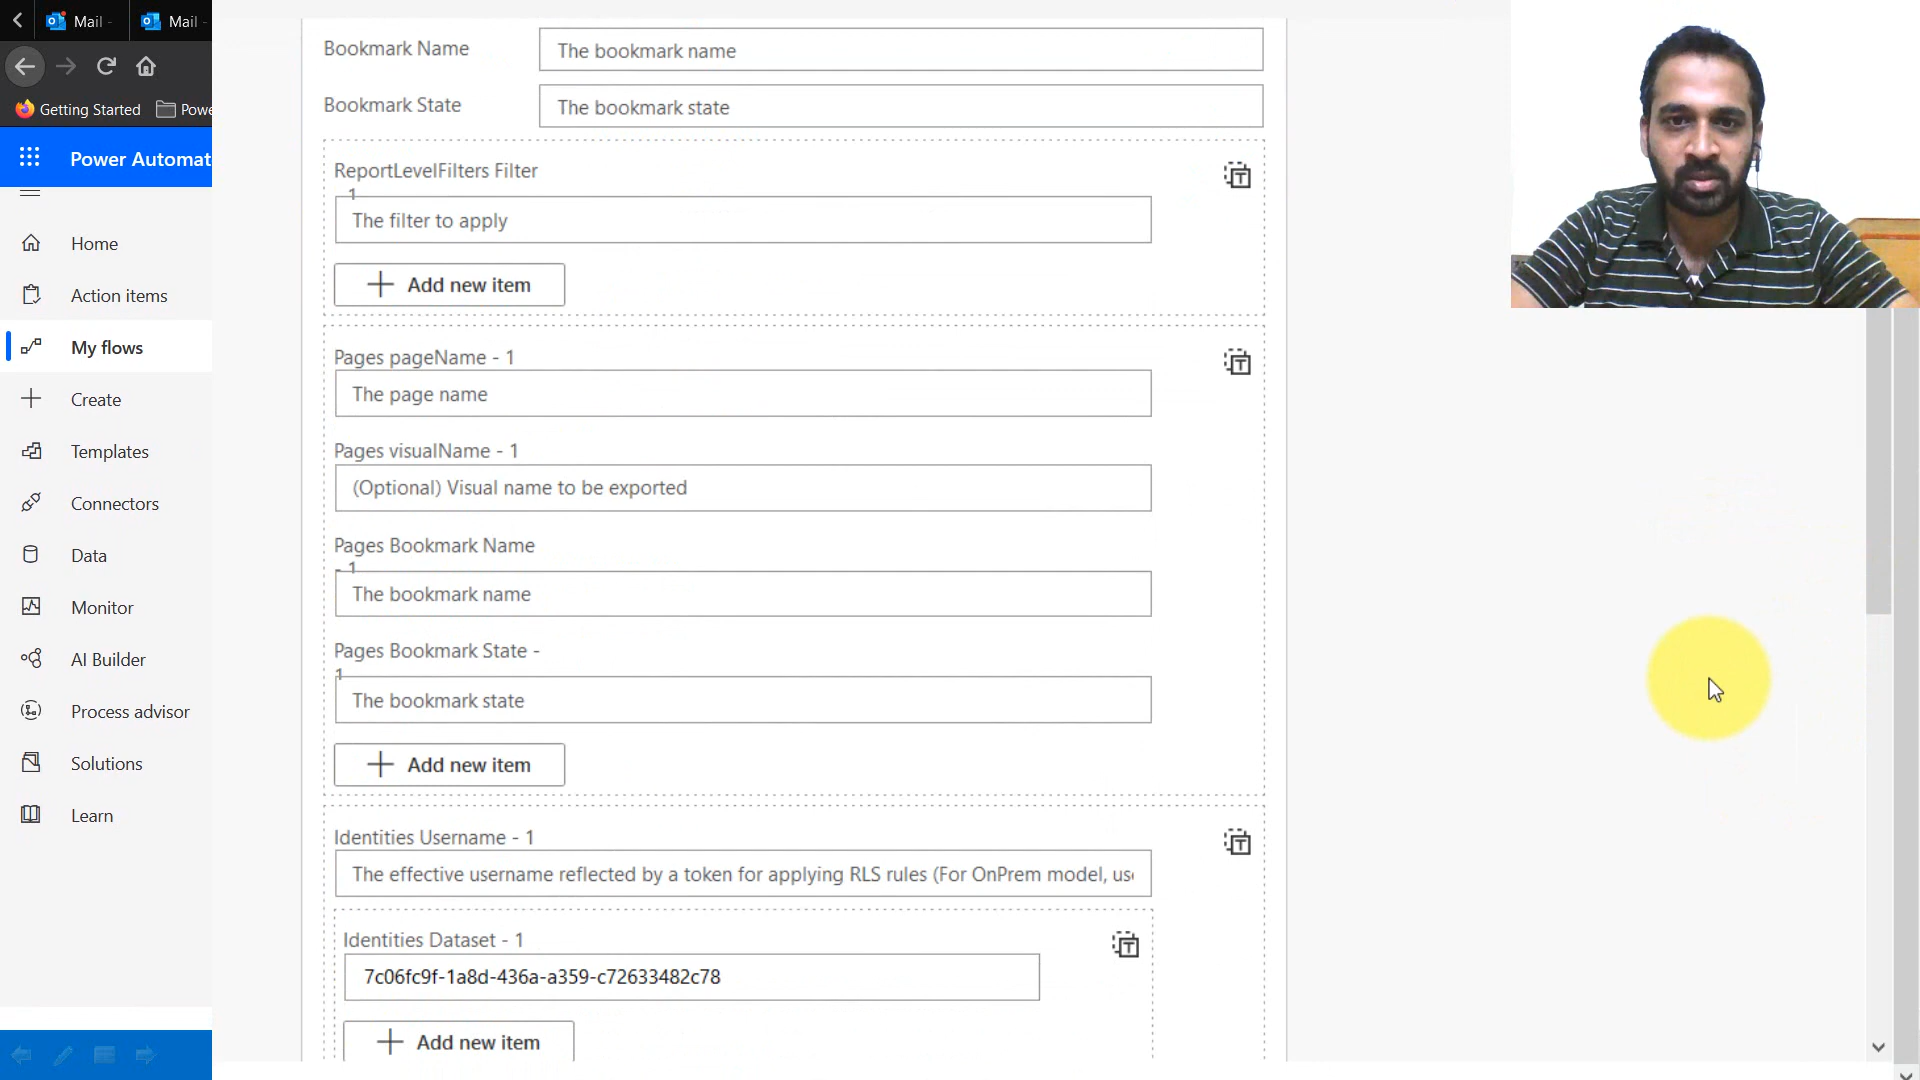 Mail
Mail
Getting Started
Powe
Power Automat
Home
Action items
My flows
Create
Templates
Connectors
Data
Monitor
AI Builder
Process advisor
Solutions
Learn
Bookmark Name
The bookmark name
Bookmark State
The bookmark state
ReportLevelFilters Filter
1
The filter to apply
Add new item
Pages pageName - 1
The page name
Pages visualName - 1
(Optional) Visual name to be exported
Pages Bookmark Name
- 1
The bookmark name
Pages Bookmark State -
1
The bookmark state
Add new item
Identities Username - 1
The effective username reflected by a token for applying RLS rules (For OnPrem model, use
Identities Dataset - 1
7c06fc9f-1a8d-436a-a359-c72633482c78
Add new item